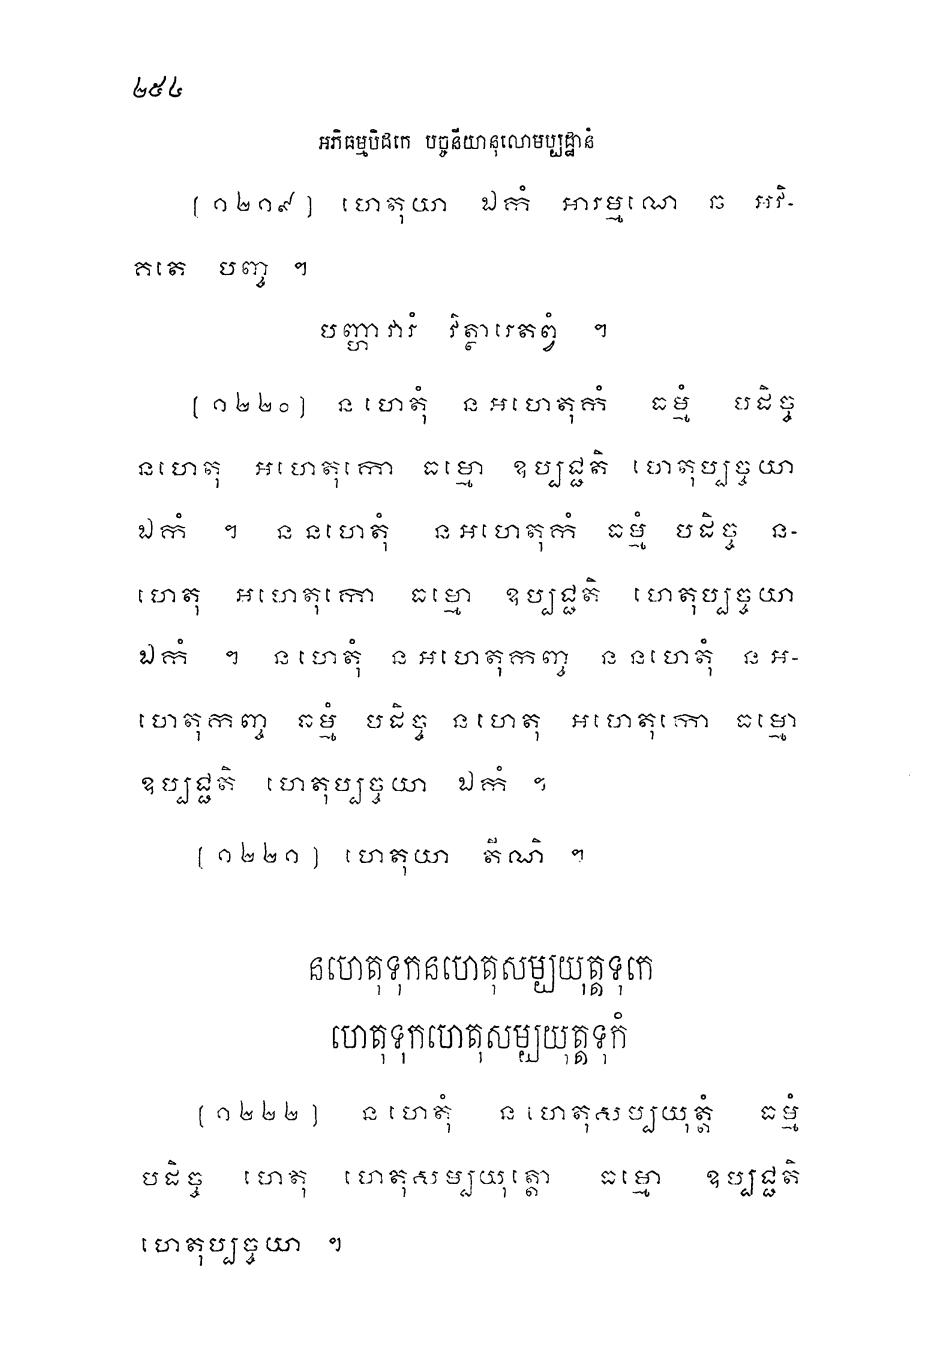 ២៥៤
អភិធម្មបិដកេ បច្ចនីយានុលោមប្បដ្ឋានំ
(១២១៩) ហេតុយា ឯកំ អារម្មណេ ឆ អវិ-
គតេ បញ្ច ។
បញ្ហាវារំ វិត្ថារេតព្វំ ។
(១២២០) នហេតុំ នអហេតុកំ ធម្មំ បដិច្ច
នហេតុ អហេតុកោ ធម្មោ ឧប្បជ្ជតិ ហេតុប្បច្ចយា
ឯកំ ។ ននហេតុំ នអហេតុកំ ធម្មំ បដិច្ច ន-
ហេតុ អហេតុកោ ធម្មោ ឧប្បជ្ជតិ ហេតុប្បច្ចយា
ឯកំ ។ នហេតុំ នអហេតុកញ្ច ននហេតុំ នអ-
ហេតុកញ្ច ធម្មំ បដិច្ច នហេតុ អហេតុកោ ធម្មោ
ឧប្បជ្ជតិ ហេតុប្បច្ចយា ឯកំ ។
(១២២១) ហេតុយា តីណិ ។
នហេតុទុកនហេតុសម្បយុត្តទុកេ
ហេតុទុកហេតុសម្បយុត្តទុកំ
(១២២២) នហេតុំ នហេតុសប្បយុត្តំ ធម្មំ
បដិច្ច ហេតុ ហេតុសម្បយុត្តោ ធម្មោ ឧប្បជ្ជតិ
ហេតុប្បច្ចយា ។